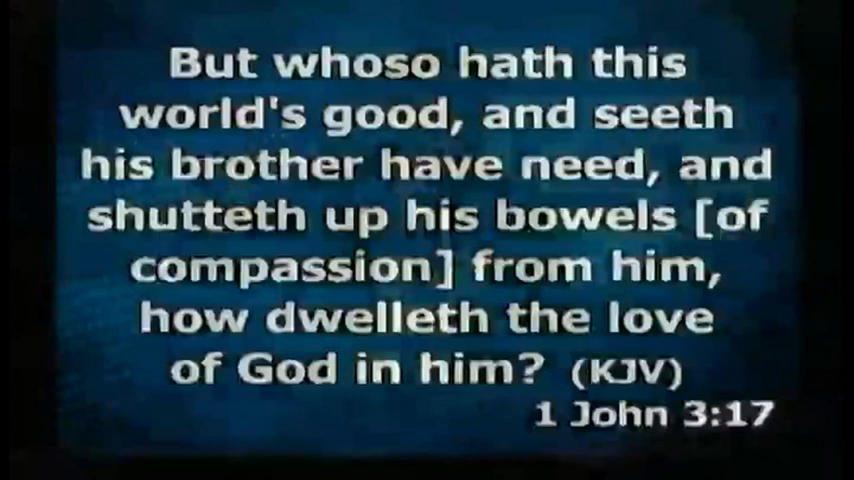 But whoso hath this
world's good, and seeth
his brother have need, and
shutteth up his bowels [of
compassion] from him,
how dwelleth the love
of God in him? (KJV)
1 John 3:17